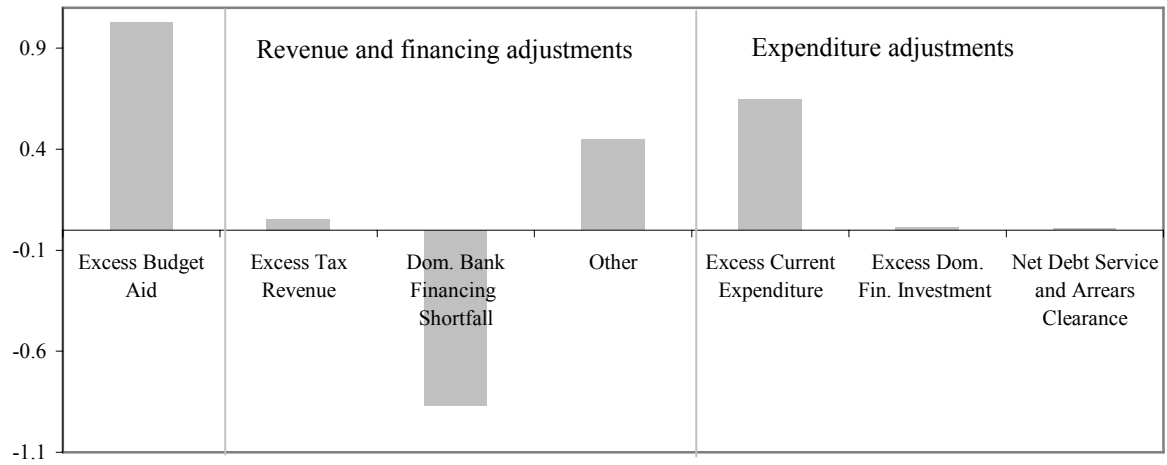 0.9
0.4
-0.1
-0.6
-1.1
Revenue and financing adjustments
Expenditure adjustments
Excess Budget
Aid
Excess Tax
Revenue
Dom. Bank
Financing
Shortfall
Other
Excess Current
Expenditure
Excess Dom.
Fin. Investment
Net Debt Service
and Arrears
Clearance